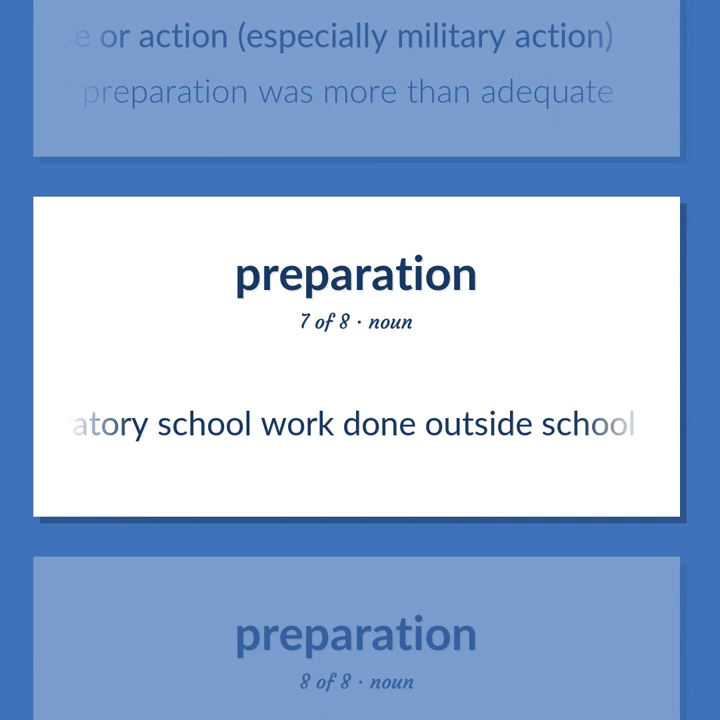 e or action (especially military action)
preparation was more than adequate
preparation
7 of 8 · noun
atory school work done outside school
preparation
8 of 8 · noun